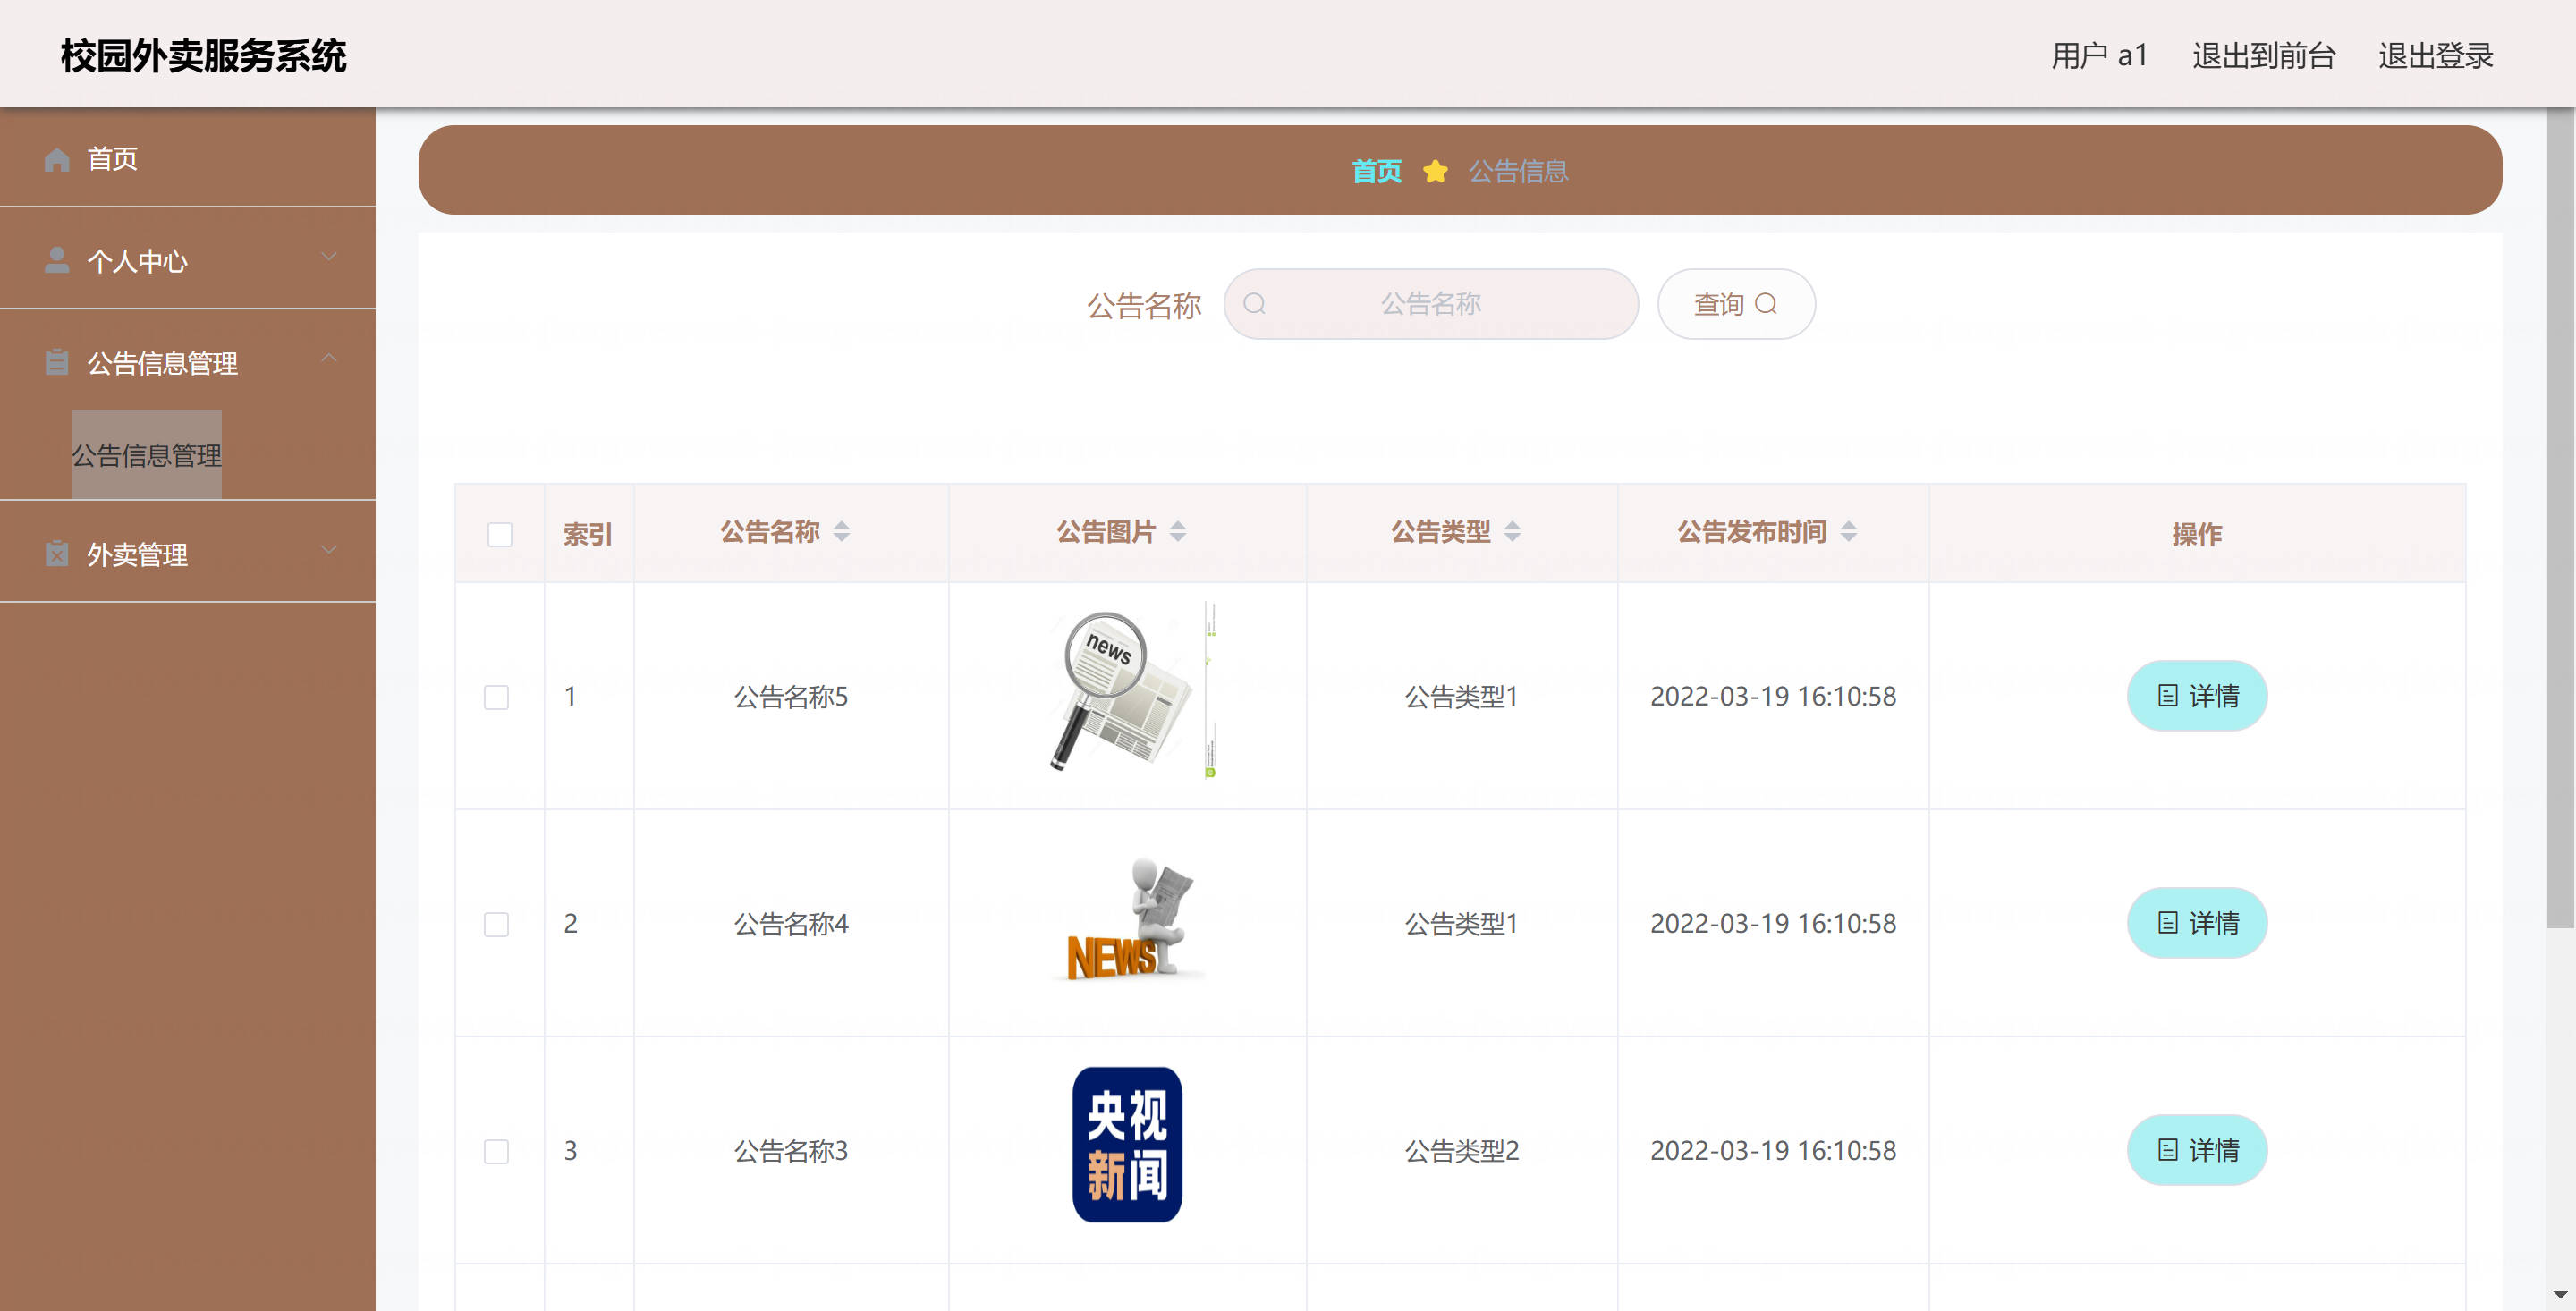 校园外卖服务系统
用户 a1 退出到前台 退出登录
首页
个人中心
公告信息管理
公告信息管理
外卖管理
首页 公告信息
公告名称 公告名称 查询
索引 公告名称 公告图片 公告类型 公告发布时间 操作
news
1 公告名称5 公告类型1 2022-03-19 16:10:58 详情
2 公告名称4 公告类型1 2022-03-19 16:10:58 详情
NEWS
央视
新闻
3 公告名称3 公告类型2 2022-03-19 16:10:58 详情